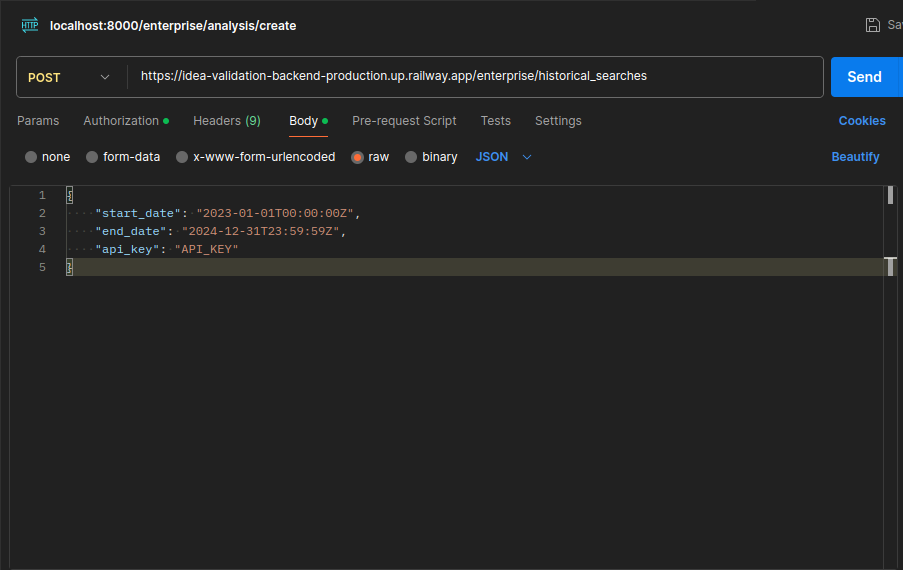 HTTP localhost:8000/enterprise/analysis/create
POST https://idea-validation-backend-production.up.railway.app/enterprise/historical_searches Send
Params Authorization Headers (9) Body Pre-request Script Tests Settings Cookies
none form-data x-www-form-urlencoded raw binary JSON Beautify
1 {
2 "start_date": "2023-01-01T00:00:00Z",
3 "end_date": "2024-12-31T23:59:59Z",
4 "api_key": "API_KEY"
5 }